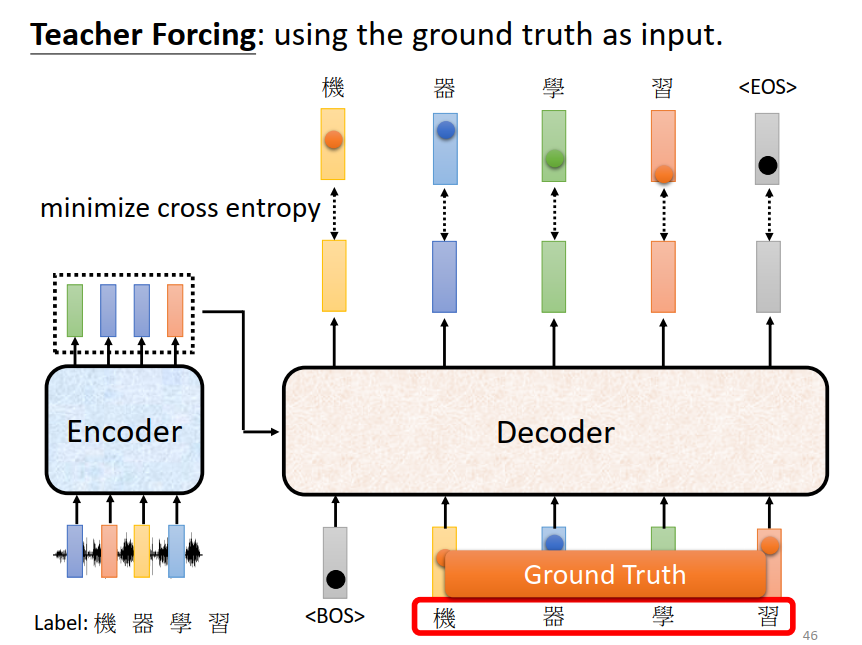 Teacher Forcing: using the ground truth as input.
機 器 學 習 <EOS>
minimize cross entropy
Encoder
Decoder
Ground Truth
Label: 機 器 學 習
<BOS> 機 器 學 習
46